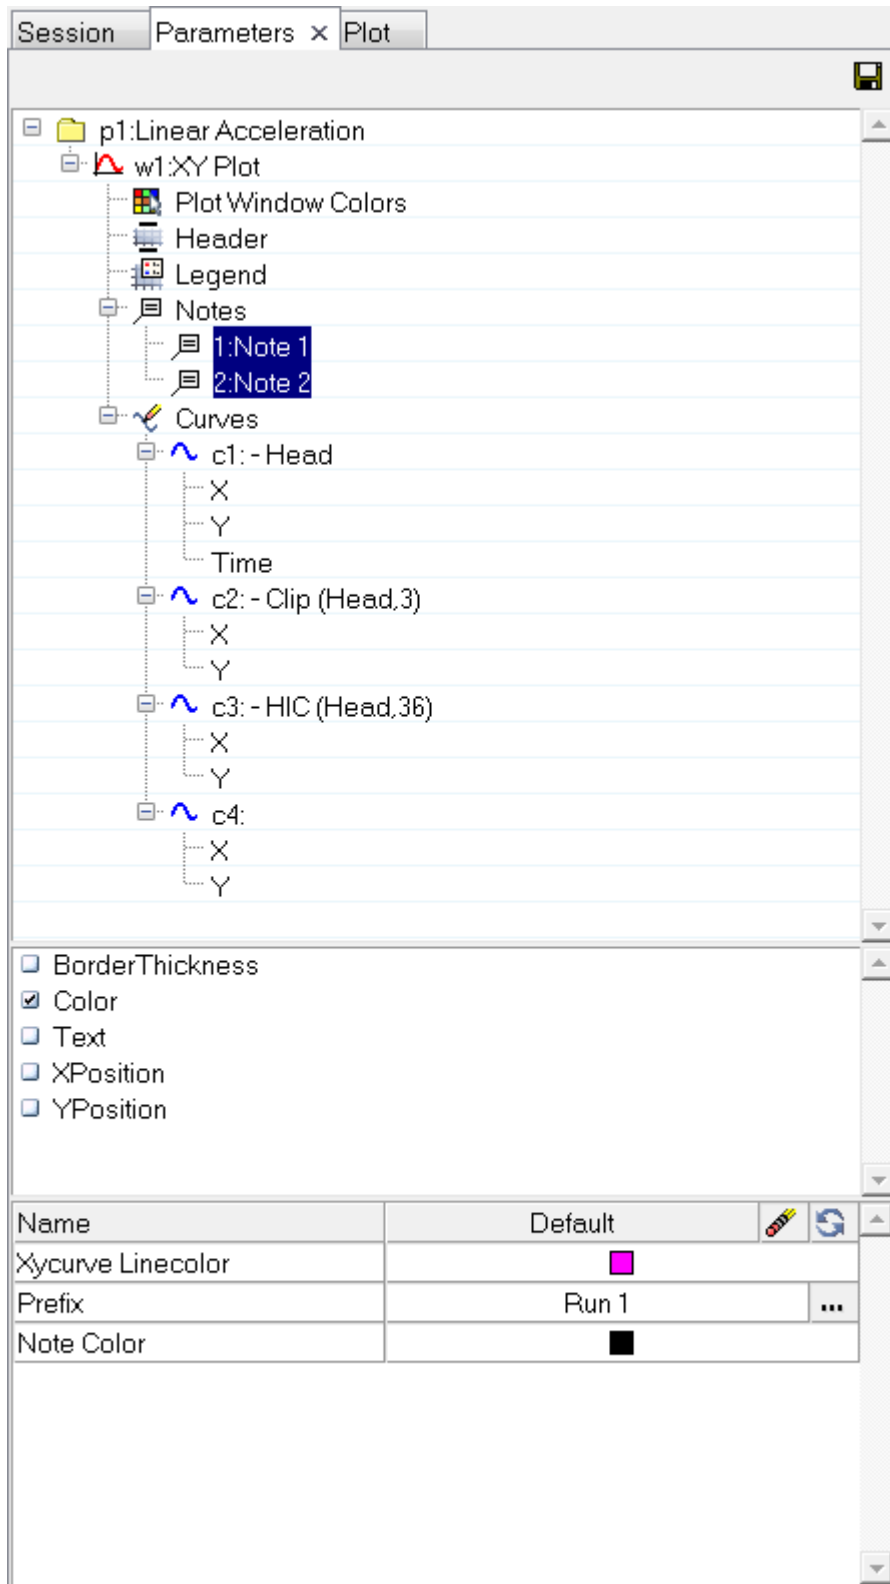 Session Parameters × Plot
p1:Linear Acceleration
w1:XY Plot
Plot Window Colors
Header
Legend
Notes
1:Note 1
2:Note 2
Curves
c1: - Head
X
Y
Time
c2: - Clip (Head,3)
X
Y
c3: - HIC (Head,36)
X
Y
c4:
X
Y
BorderThickness
Color
Text
XPosition
YPosition
Name Default
Xycurve Linecolor
Prefix Run 1 ...
Note Color